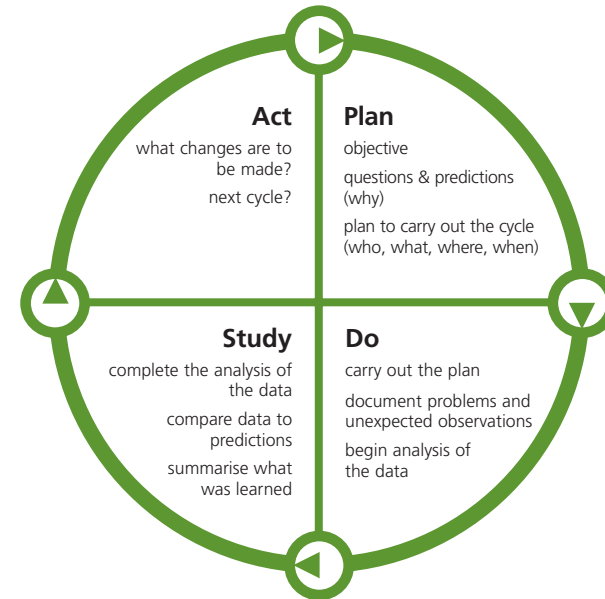 Act
what changes are to
be made?
next cycle?
Plan
objective
questions & predictions
(why)
plan to carry out the cycle
(who, what, where, when)
Study
complete the analysis of
the data
compare data to
predictions
summarise what
was learned
Do
carry out the plan
document problems and
unexpected observations
begin analysis of
the data